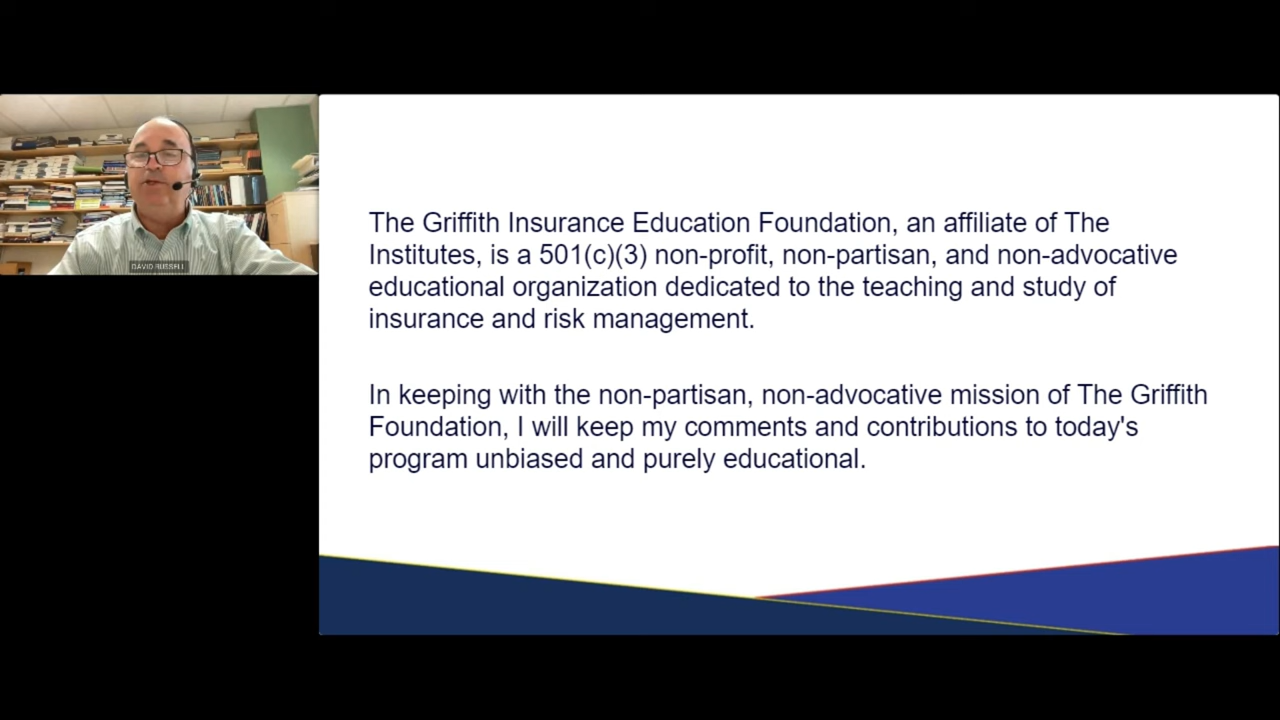 DAVID RUSSELL
The Griffith Insurance Education Foundation, an affiliate of The
Institutes, is a 501(c)(3) non-profit, non-partisan, and non-advocative
educational organization dedicated to the teaching and study of
insurance and risk management.
In keeping with the non-partisan, non-advocative mission of The Griffith
Foundation, I will keep my comments and contributions to today's
program unbiased and purely educational.